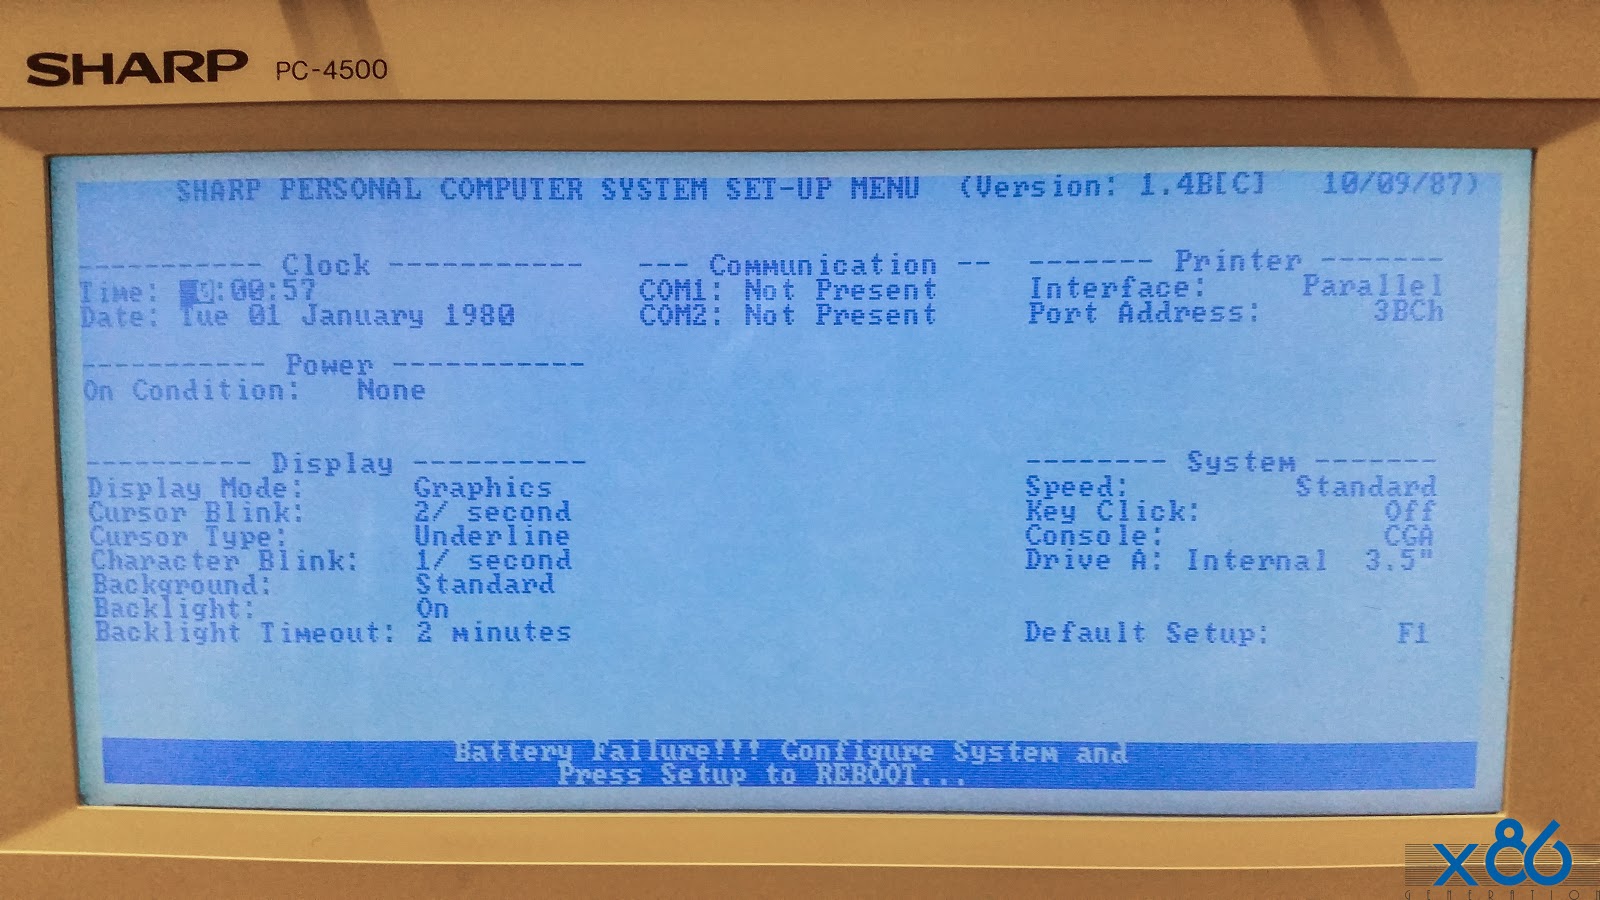 SHARP PC-4500
SHARP PERSONAL COMPUTER SYSTEM SET-UP MENU (Version: 1.4B[C] 10/09/87)
----------- Clock -----------
Time: 0:00:57
Date: Tue 01 January 1980
--- Communication --
COM1: Not Present
COM2: Not Present
------- Printer -------
Interface: Parallel
Port Address: 3BCh
----------- Power -----------
On Condition: None
---------- Display ----------
Display Mode: Graphics
Cursor Blink: 2/ second
Cursor Type: Underline
Character Blink: 1/ second
Background: Standard
Backlight: On
Backlight Timeout: 2 minutes
-------- System -------
Speed: Standard
Key Click: Off
Console: CGA
Drive A: Internal 3.5"
Default Setup: F1
Battery Failure!!! Configure System and
Press Setup to REBOOT...
x86
GENERATION